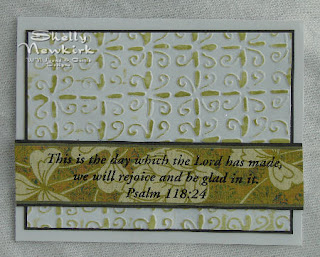 Shelly
Newkirk
This is the day which the Lord has made,
we will rejoice and be glad in it.
Psalm 118:24